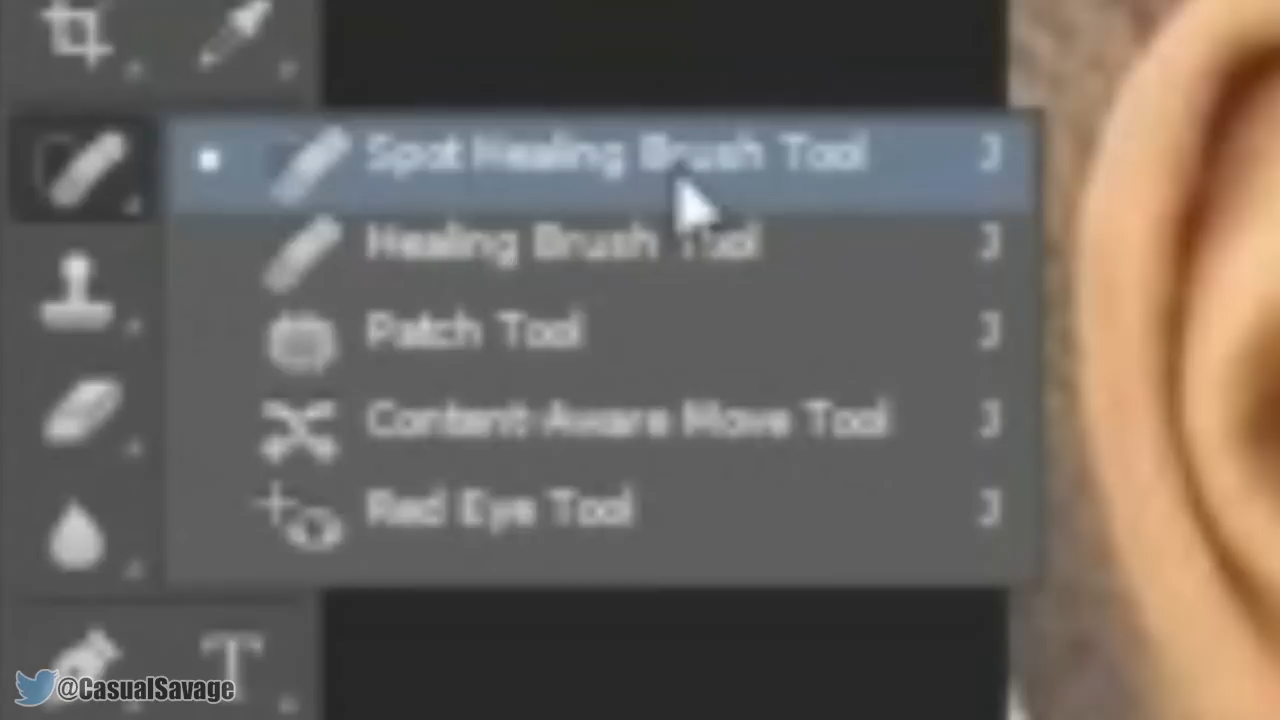 Spot Healing Brush Tool J
Healing Brush Tool J
Patch Tool J
Content-Aware Move Tool J
Red Eye Tool J
T
@CasualSavage